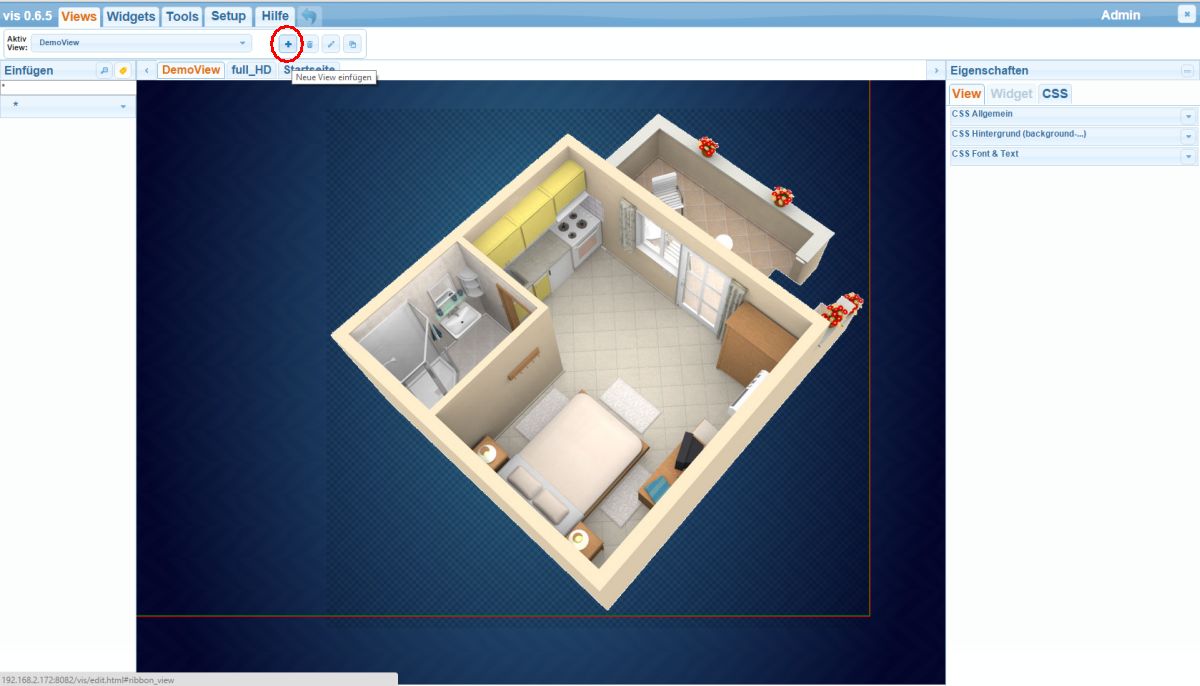 vis 0.6.5 Views Widgets Tools Setup Hilfe Admin
Aktiv
View: DemoView
Neue View einfügen
Einfügen DemoView full_HD Startseite Eigenschaften
*
*
View Widget CSS
CSS Allgemein
CSS Hintergrund (background-...)
CSS Font & Text
192.168.2.172:8082/vis/edit.html#ribbon_view